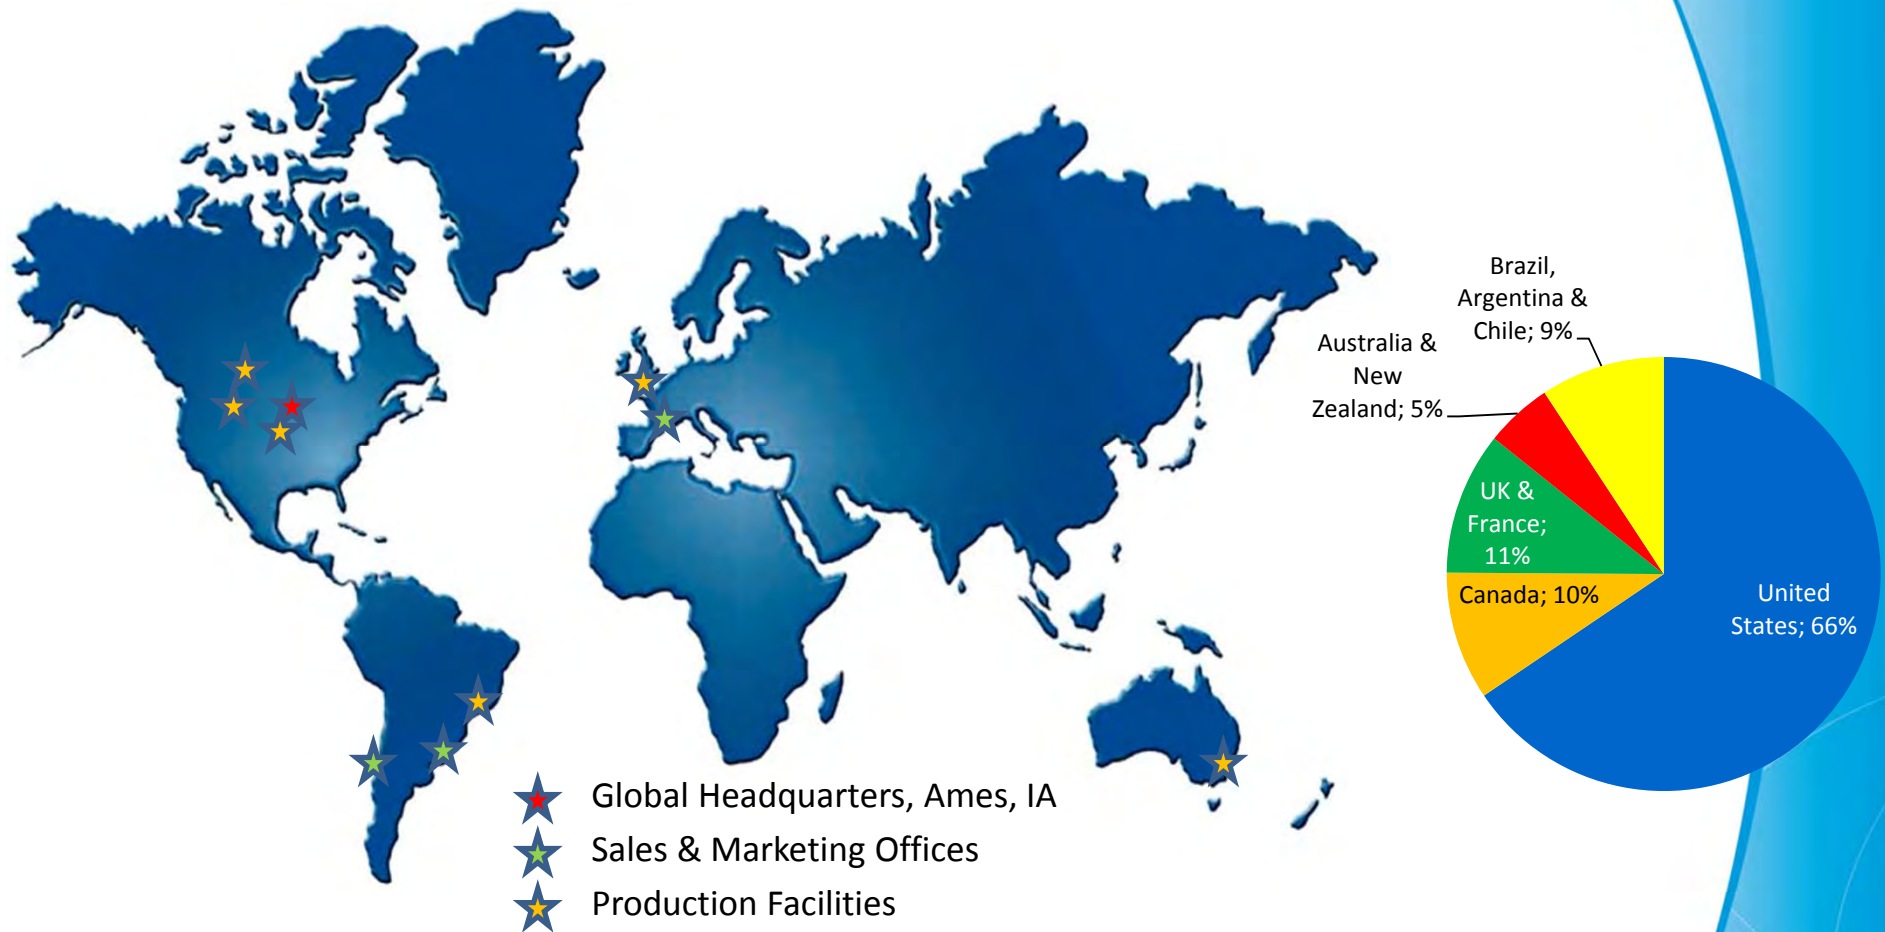 Brazil,
Argentina &
Chile; 9%
Australia &
New
Zealand; 5%
UK &
France;
11%
Canada; 10%
United
States; 66%
Global Headquarters, Ames, IA
Sales & Marketing Offices
Production Facilities